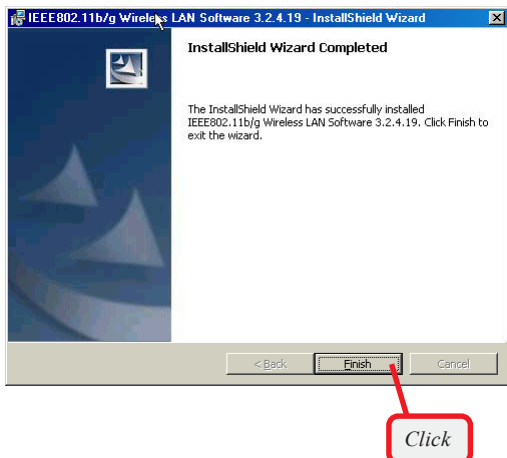 IEEE802.11b/g Wireless LAN Software 3.2.4.19 - InstallShield Wizard
InstallShield Wizard Completed
The InstallShield Wizard has successfully installed
IEEE802.11b/g Wireless LAN Software 3.2.4.19. Click Finish to
exit the wizard.
< Back
Finish
Cancel
Click